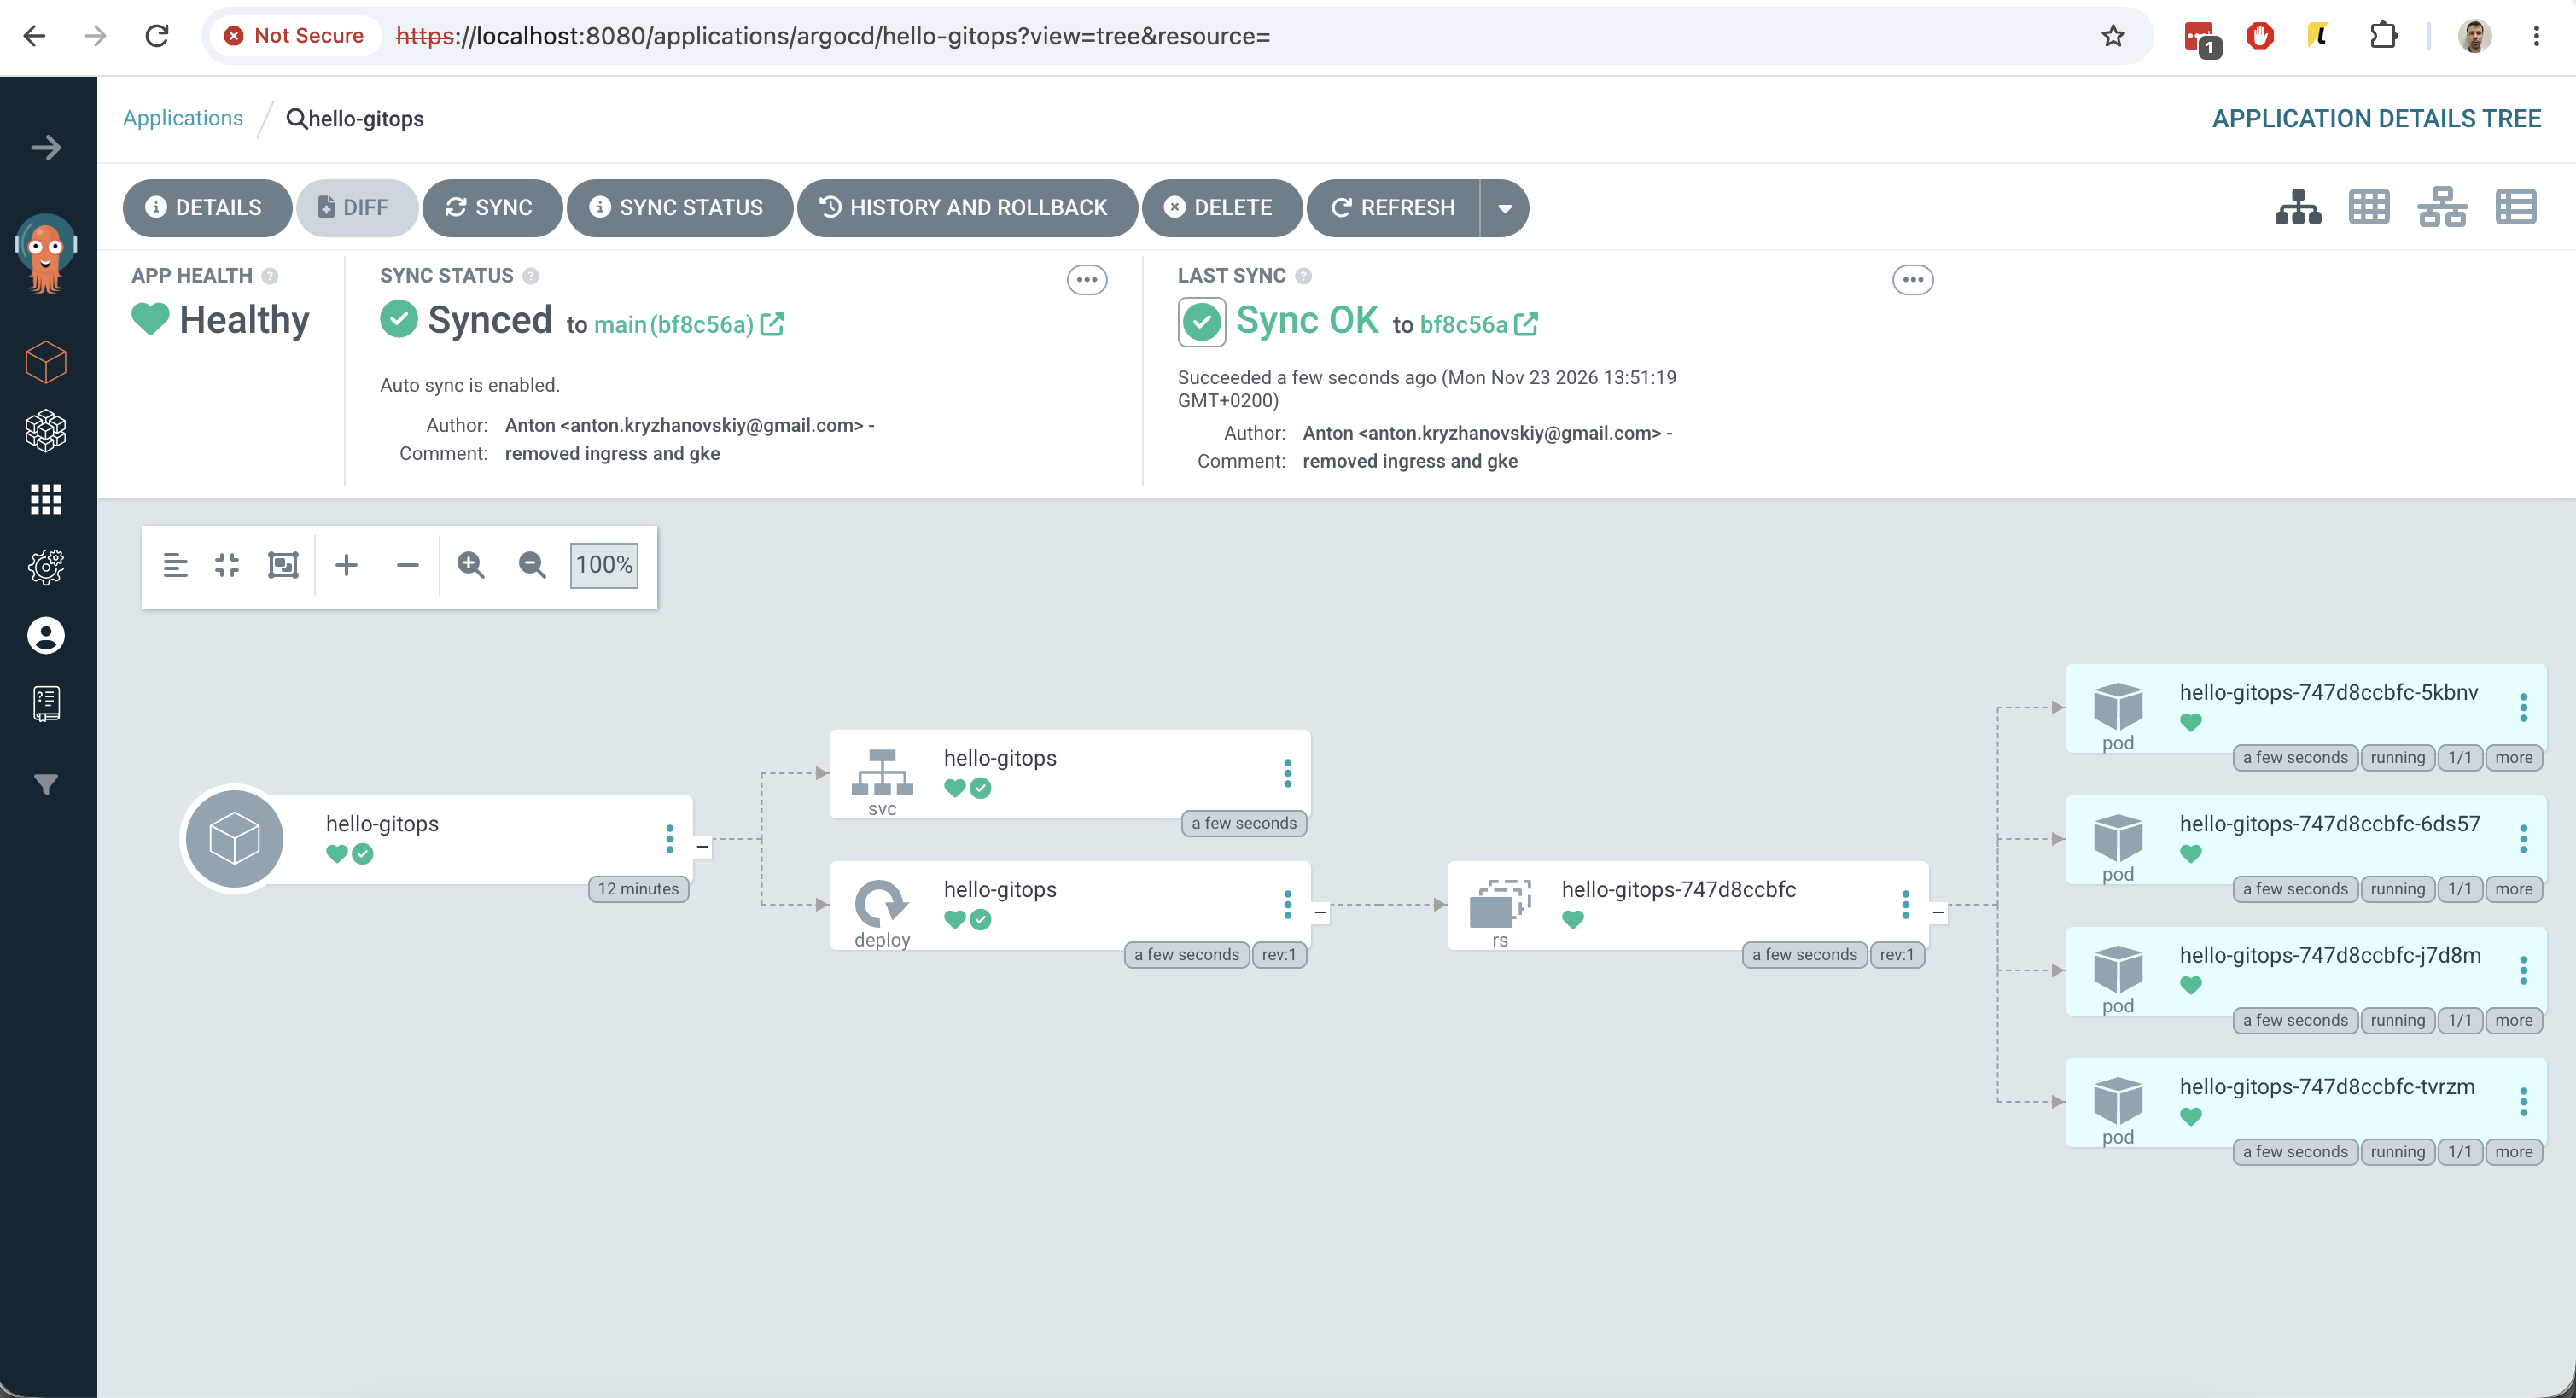 Not Secure https://localhost:8080/applications/argocd/hello-gitops?view=tree&resource= 1
Applications / hello-gitops APPLICATION DETAILS TREE
DETAILS DIFF SYNC SYNC STATUS HISTORY AND ROLLBACK DELETE REFRESH
APP HEALTH ?
Healthy
SYNC STATUS ?
Synced to main (bf8c56a)
Auto sync is enabled.
Author: Anton <anton.kryzhanovskiy@gmail.com> -
Comment: removed ingress and gke
LAST SYNC ?
Sync OK to bf8c56a
Succeeded a few seconds ago (Mon Nov 23 2026 13:51:19
GMT+0200)
Author: Anton <anton.kryzhanovskiy@gmail.com> -
Comment: removed ingress and gke
100%
hello-gitops
12 minutes
hello-gitops
svc
a few seconds
hello-gitops
deploy
a few seconds rev:1
hello-gitops-747d8ccbfc
rs
a few seconds rev:1
hello-gitops-747d8ccbfc-5kbnv
pod
a few seconds running 1/1 more
hello-gitops-747d8ccbfc-6ds57
pod
a few seconds running 1/1 more
hello-gitops-747d8ccbfc-j7d8m
pod
a few seconds running 1/1 more
hello-gitops-747d8ccbfc-tvrzm
pod
a few seconds running 1/1 more